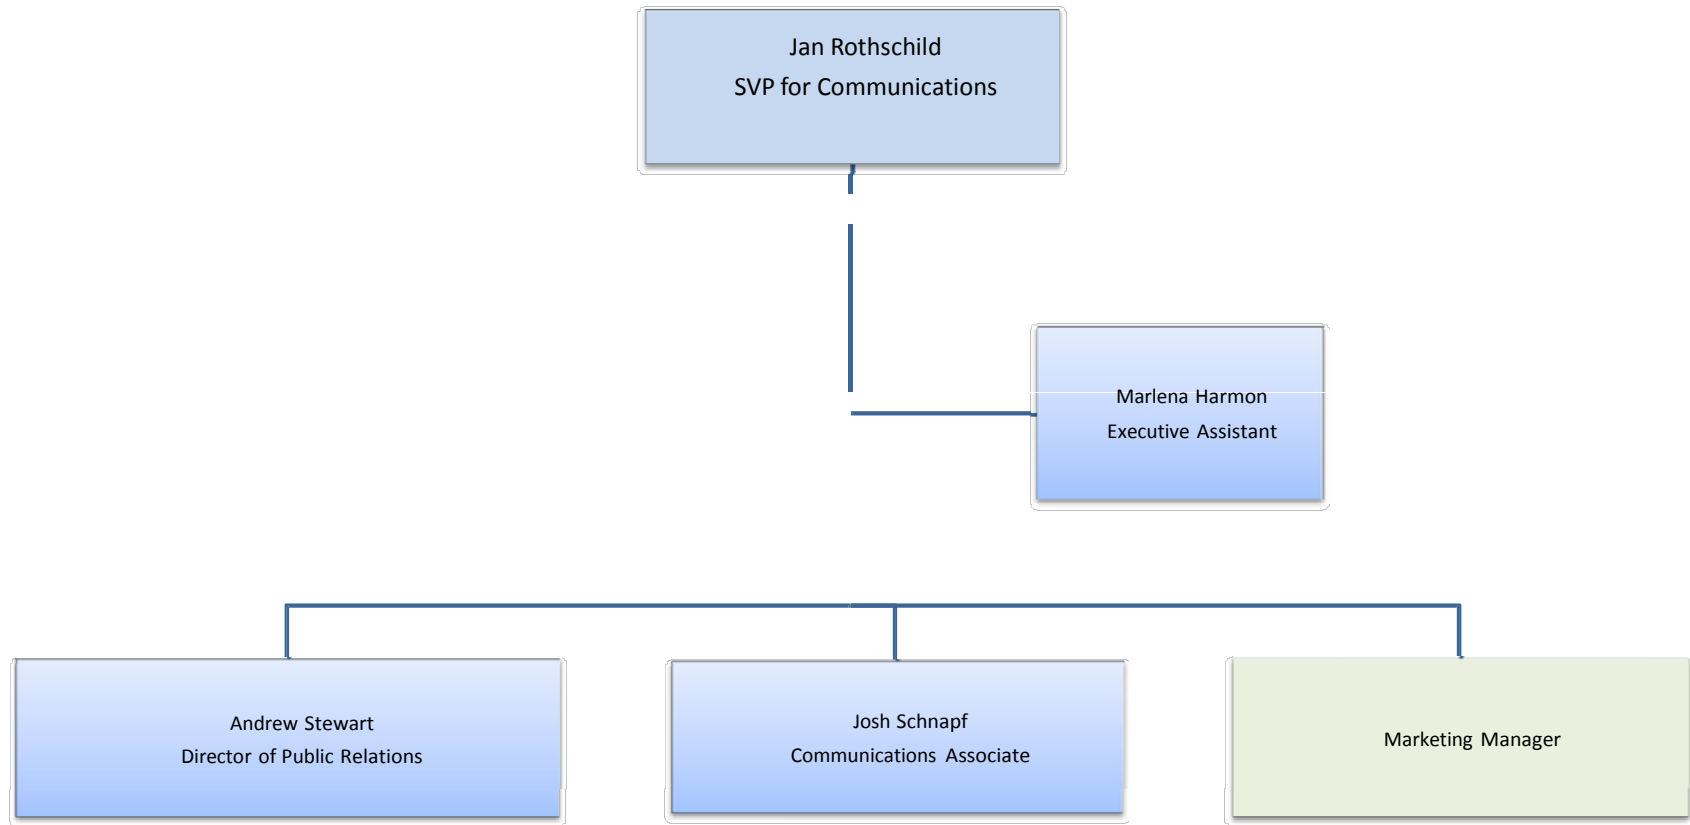 Jan Rothschild
SVP for Communications
Marlena Harmon
Executive Assistant
Andrew Stewart
Director of Public Relations
Josh Schnapf
Communications Associate
Marketing Manager